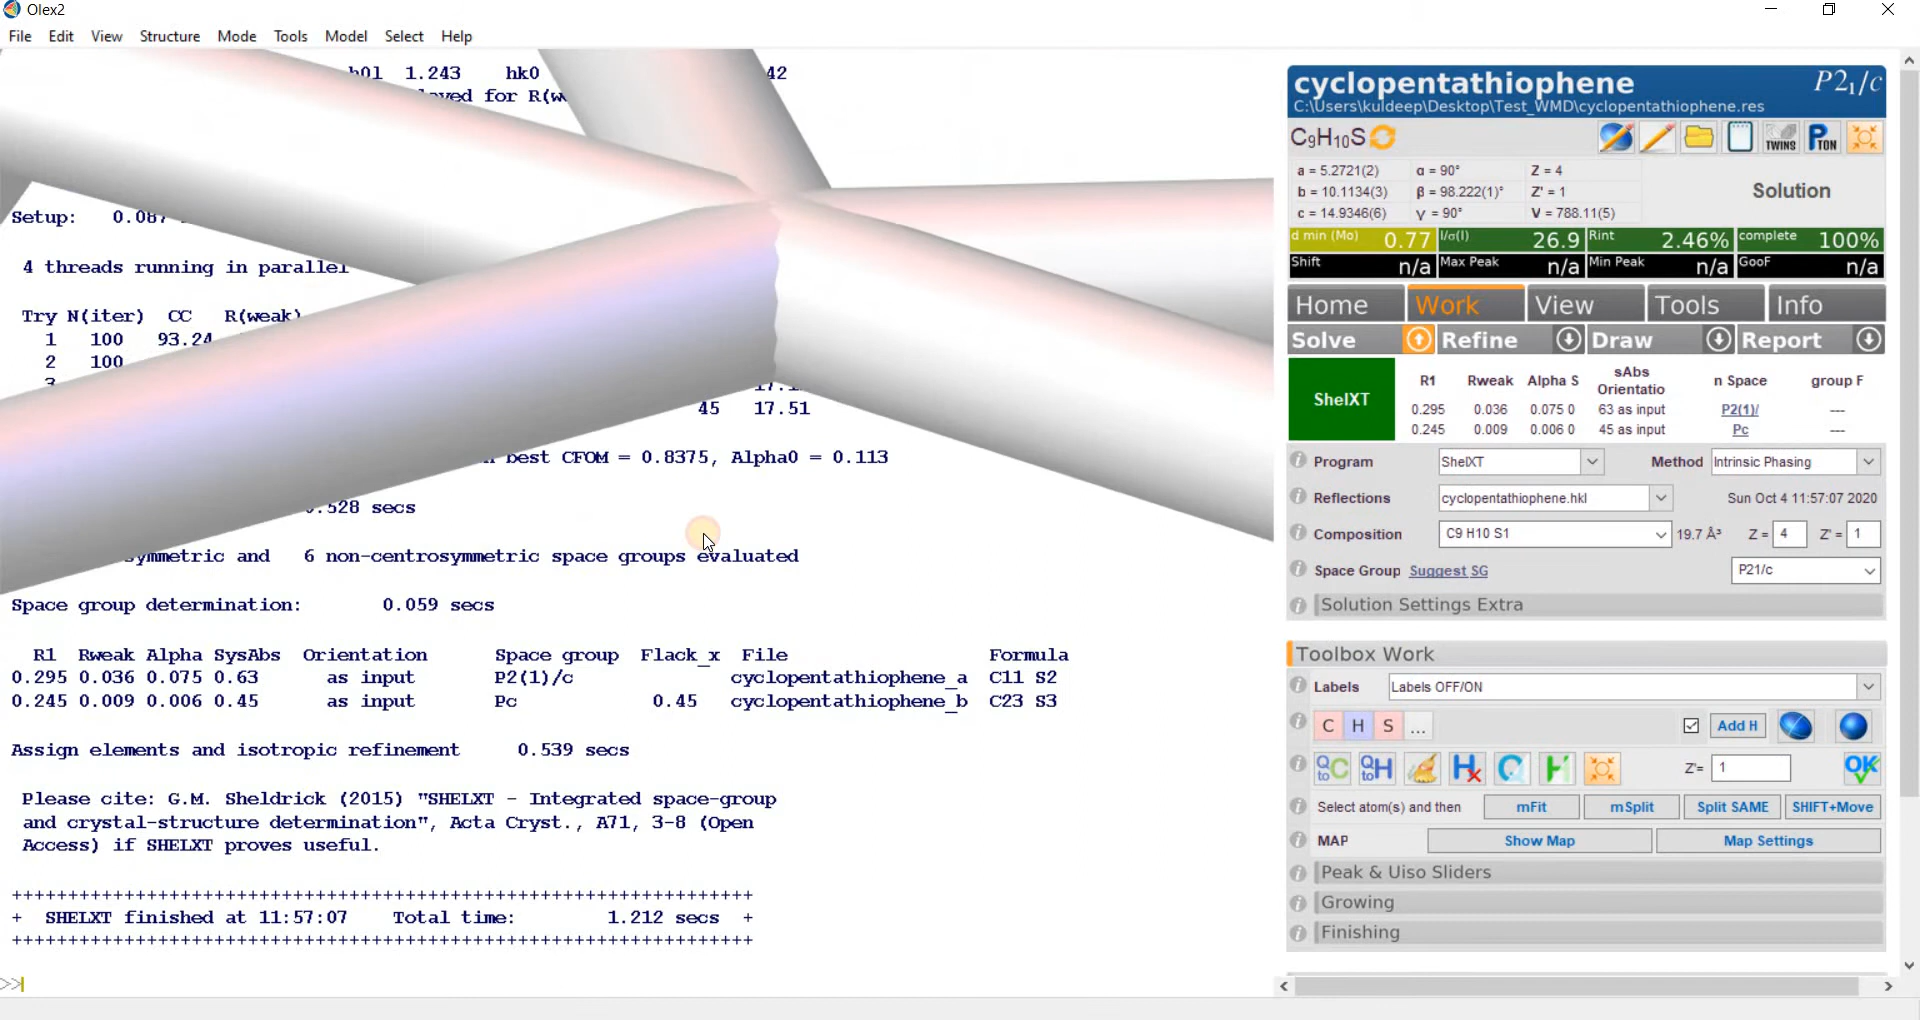 Olex2
File Edit View Structure Mode Tools Model Select Help
h0l 1.243 hk0 42
for R(w
Setup: 0.087
4 threads running in parallel
Try N(iter) CC R(weak)
1 100 93.24
2 100
3
45 17.51
best CFOM = 0.8375, Alpha0 = 0.113
0.528 secs
symmetric and 6 non-centrosymmetric space groups evaluated
Space group determination: 0.059 secs
R1 Rweak Alpha SysAbs Orientation Space group Flack_x File Formula
0.295 0.036 0.075 0.63 as input P2(1)/c cyclopentathiophene_a C11 S2
0.245 0.009 0.006 0.45 as input Pc 0.45 cyclopentathiophene_b C23 S3
Assign elements and isotropic refinement 0.539 secs
Please cite: G.M. Sheldrick (2015) "SHELXT - Integrated space-group
and crystal-structure determination", Acta Cryst., A71, 3-8 (Open
Access) if SHELXT proves useful.
++++++++++++++++++++++++++++++++++++++++++++++++++++++++++++++++++
+ SHELXT finished at 11:57:07 Total time: 1.212 secs +
++++++++++++++++++++++++++++++++++++++++++++++++++++++++++++++++++
>>
cyclopentathiophene P2₁/c
C:\Users\kuldeep\Desktop\Test_WMD\cyclopentathiophene.res
C₉H₁₀S TWINS PTON
a = 5.2721(2) α = 90° Z = 4
b = 10.1134(3) β = 98.222(1)° Z' = 1 Solution
c = 14.9346(6) γ = 90° V = 788.11(5)
d min (Mo) 0.77 I/σ(I) 26.9 Rint 2.46% complete 100%
Shift n/a Max Peak n/a Min Peak n/a GooF n/a
Home Work View Tools Info
Solve Refine Draw Report
ShelXT
R1 Rweak Alpha S sAbs Orientatio n Space group F
0.295 0.036 0.075 0 63 as input P2(1)/ ---
0.245 0.009 0.006 0 45 as input Pc ---
Program ShelXT Method Intrinsic Phasing
Reflections cyclopentathiophene.hkl Sun Oct 4 11:57:07 2020
Composition C9 H10 S1 19.7 Å³ Z = 4 Z' = 1
Space Group Suggest SG P21/c
Solution Settings Extra
Toolbox Work
Labels Labels OFF/ON
C H S ... Add H
Q to C Q to H H Z'= 1 OK
Select atom(s) and then mFit mSplit Split SAME SHIFT+Move
MAP Show Map Map Settings
Peak & Uiso Sliders
Growing
Finishing